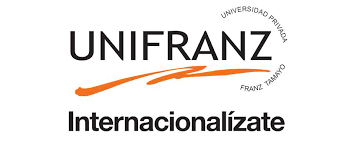 UNIVERSIDAD PRIVADA
UNIFRANZ
FRANZ TAMAYO
Internacionalízate